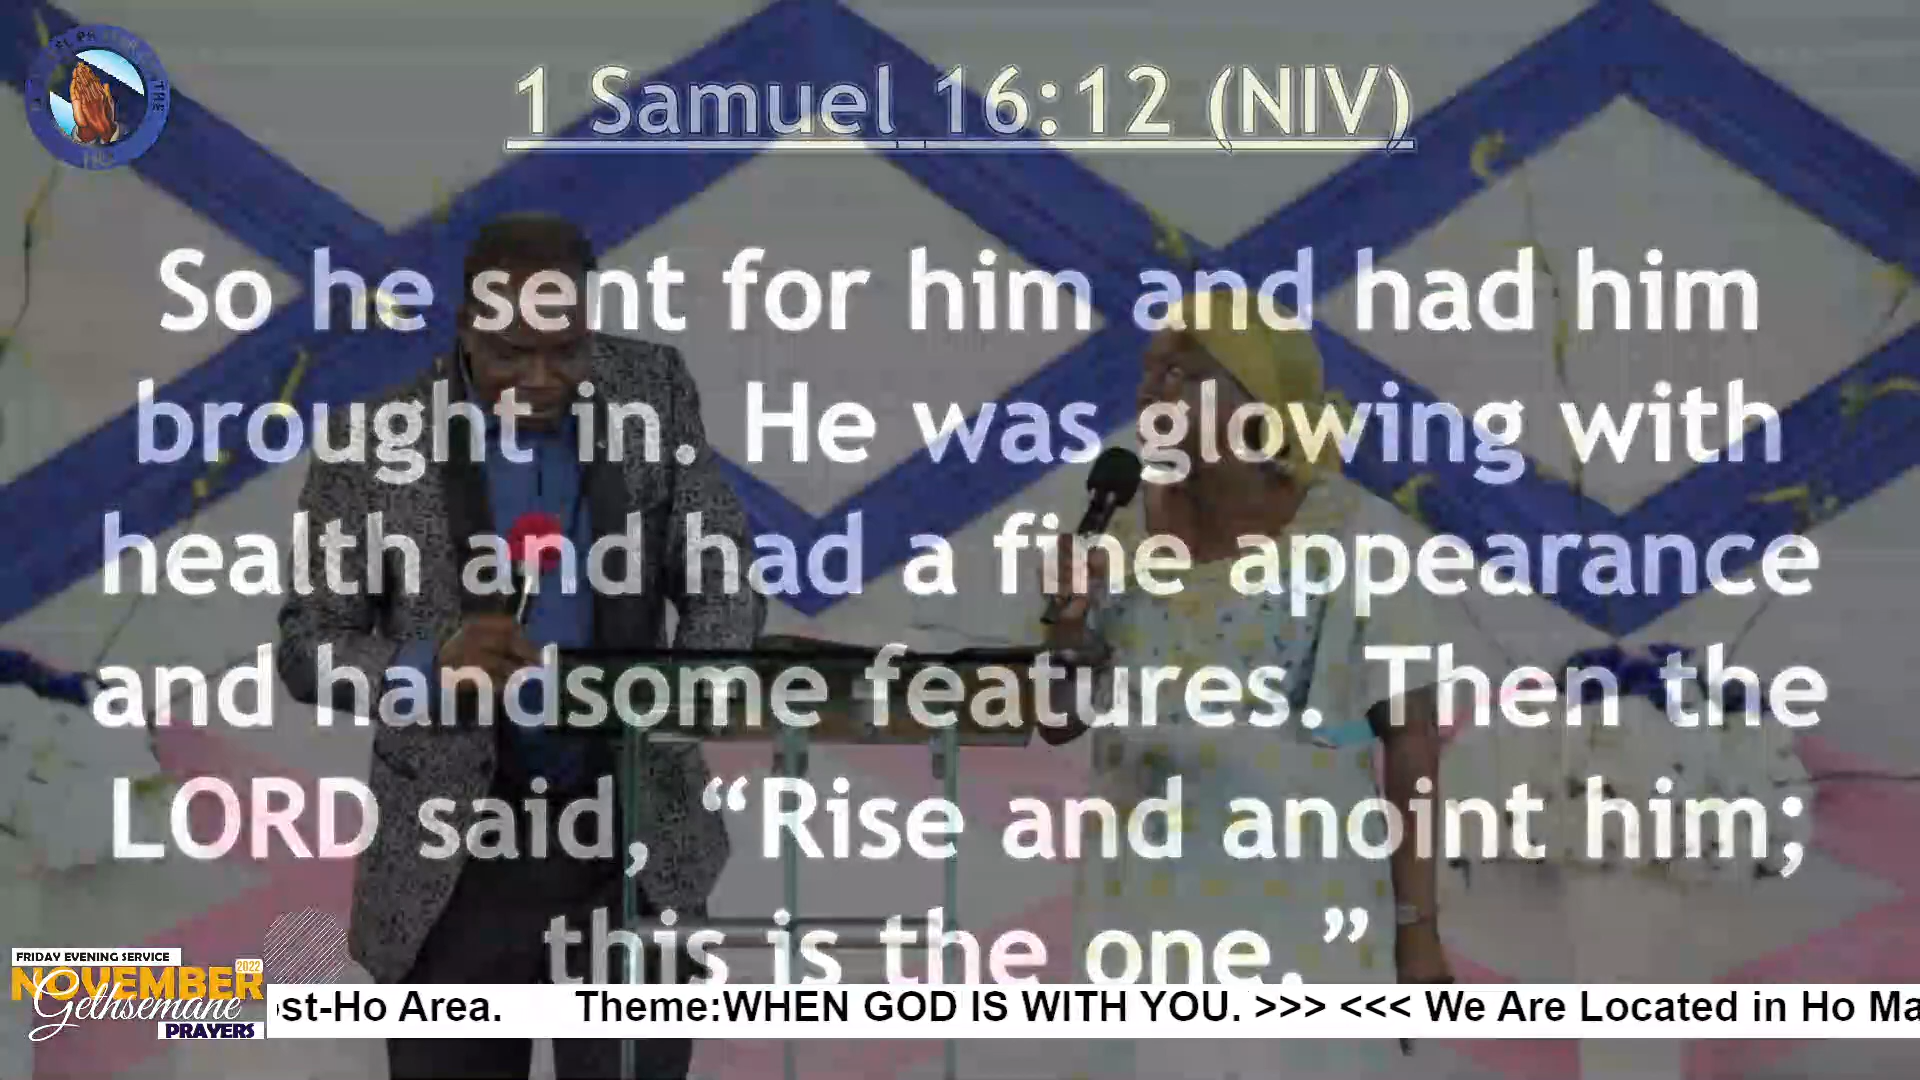 1 Samuel 16:12 (NIV)
So he sent for him and had him
brought in. He was glowing with
health and had a fine appearance
and handsome features. Then the
LORD said, “Rise and anoint him;
this is the one.”
FRIDAY EVENING SERVICE
NOVEMBER 2022
Gethsemane
PRAYERS
st-Ho Area. Theme:WHEN GOD IS WITH YOU. >>> <<< We Are Located in Ho Ma